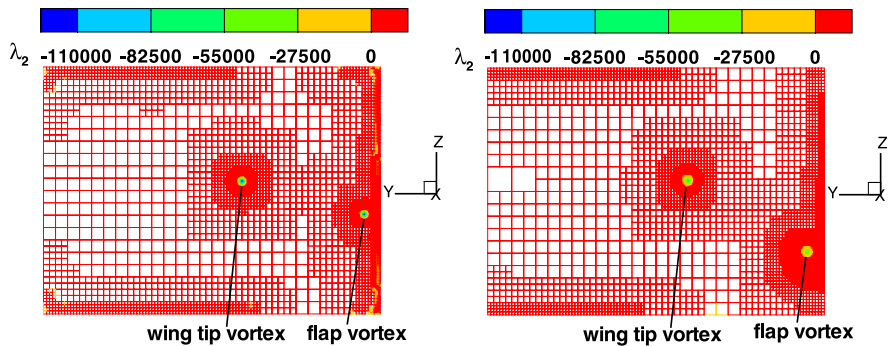 λ₂ -110000 -82500 -55000 -27500 0
Z
Y X
wing tip vortex flap vortex
λ₂ -110000 -82500 -55000 -27500 0
Z
Y X
wing tip vortex flap vortex